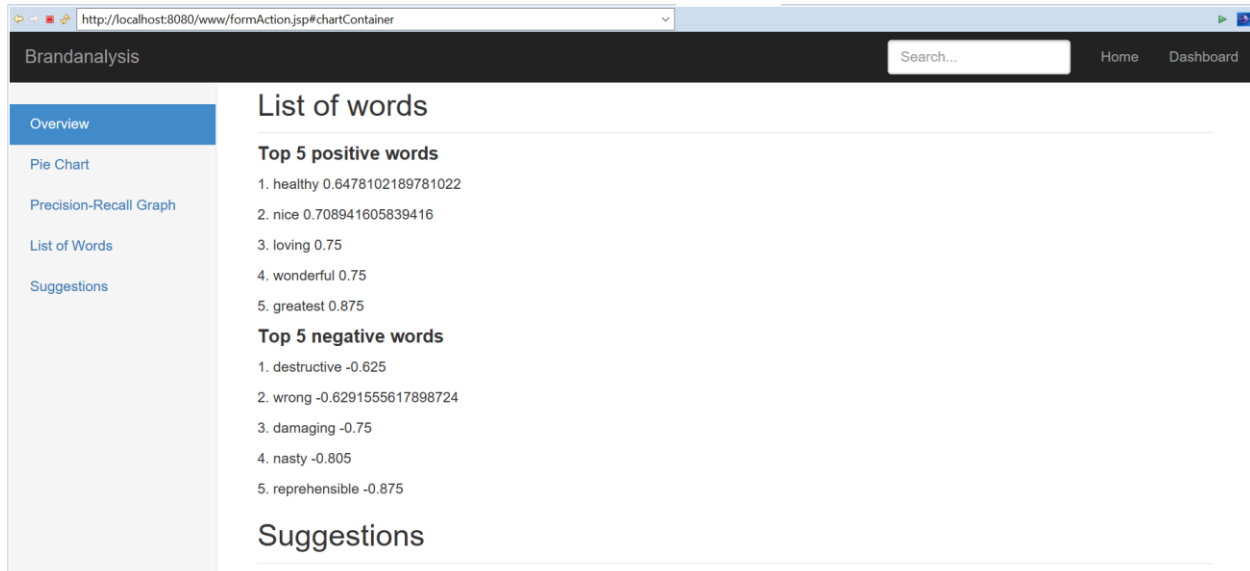 http://localhost:8080/www/formAction.jsp#chartContainer
Brandanalysis
Search...
Home
Dashboard
Overview
Pie Chart
Precision-Recall Graph
List of Words
Suggestions
List of words
Top 5 positive words
1. healthy 0.6478102189781022
2. nice 0.708941605839416
3. loving 0.75
4. wonderful 0.75
5. greatest 0.875
Top 5 negative words
1. destructive -0.625
2. wrong -0.6291555617898724
3. damaging -0.75
4. nasty -0.805
5. reprehensible -0.875
Suggestions